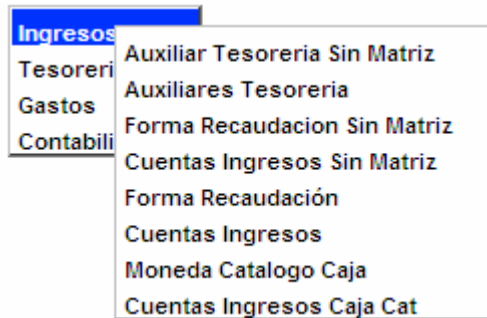 Ingresos
Tesoreri
Gastos
Contabili
Auxiliar Tesoreria Sin Matriz
Auxiliares Tesoreria
Forma Recaudacion Sin Matriz
Cuentas Ingresos Sin Matriz
Forma Recaudación
Cuentas Ingresos
Moneda Catalogo Caja
Cuentas Ingresos Caja Cat